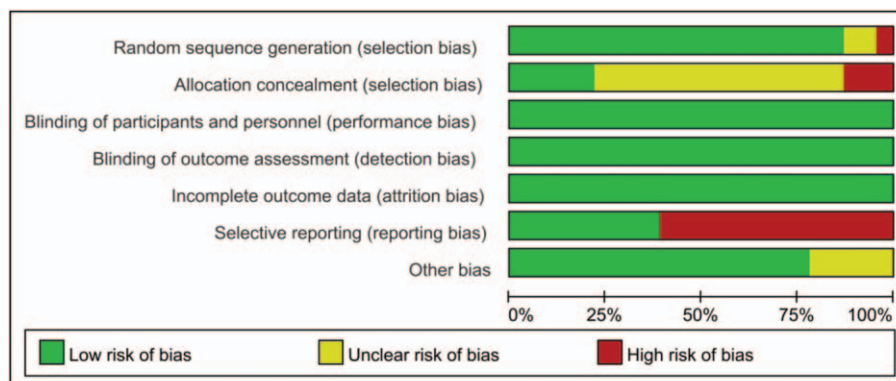 Random sequence generation (selection bias)
Allocation concealment (selection bias)
Blinding of participants and personnel (performance bias)
Blinding of outcome assessment (detection bias)
Incomplete outcome data (attrition bias)
Selective reporting (reporting bias)
Other bias
0% 25% 50% 75% 100%
Low risk of bias Unclear risk of bias High risk of bias